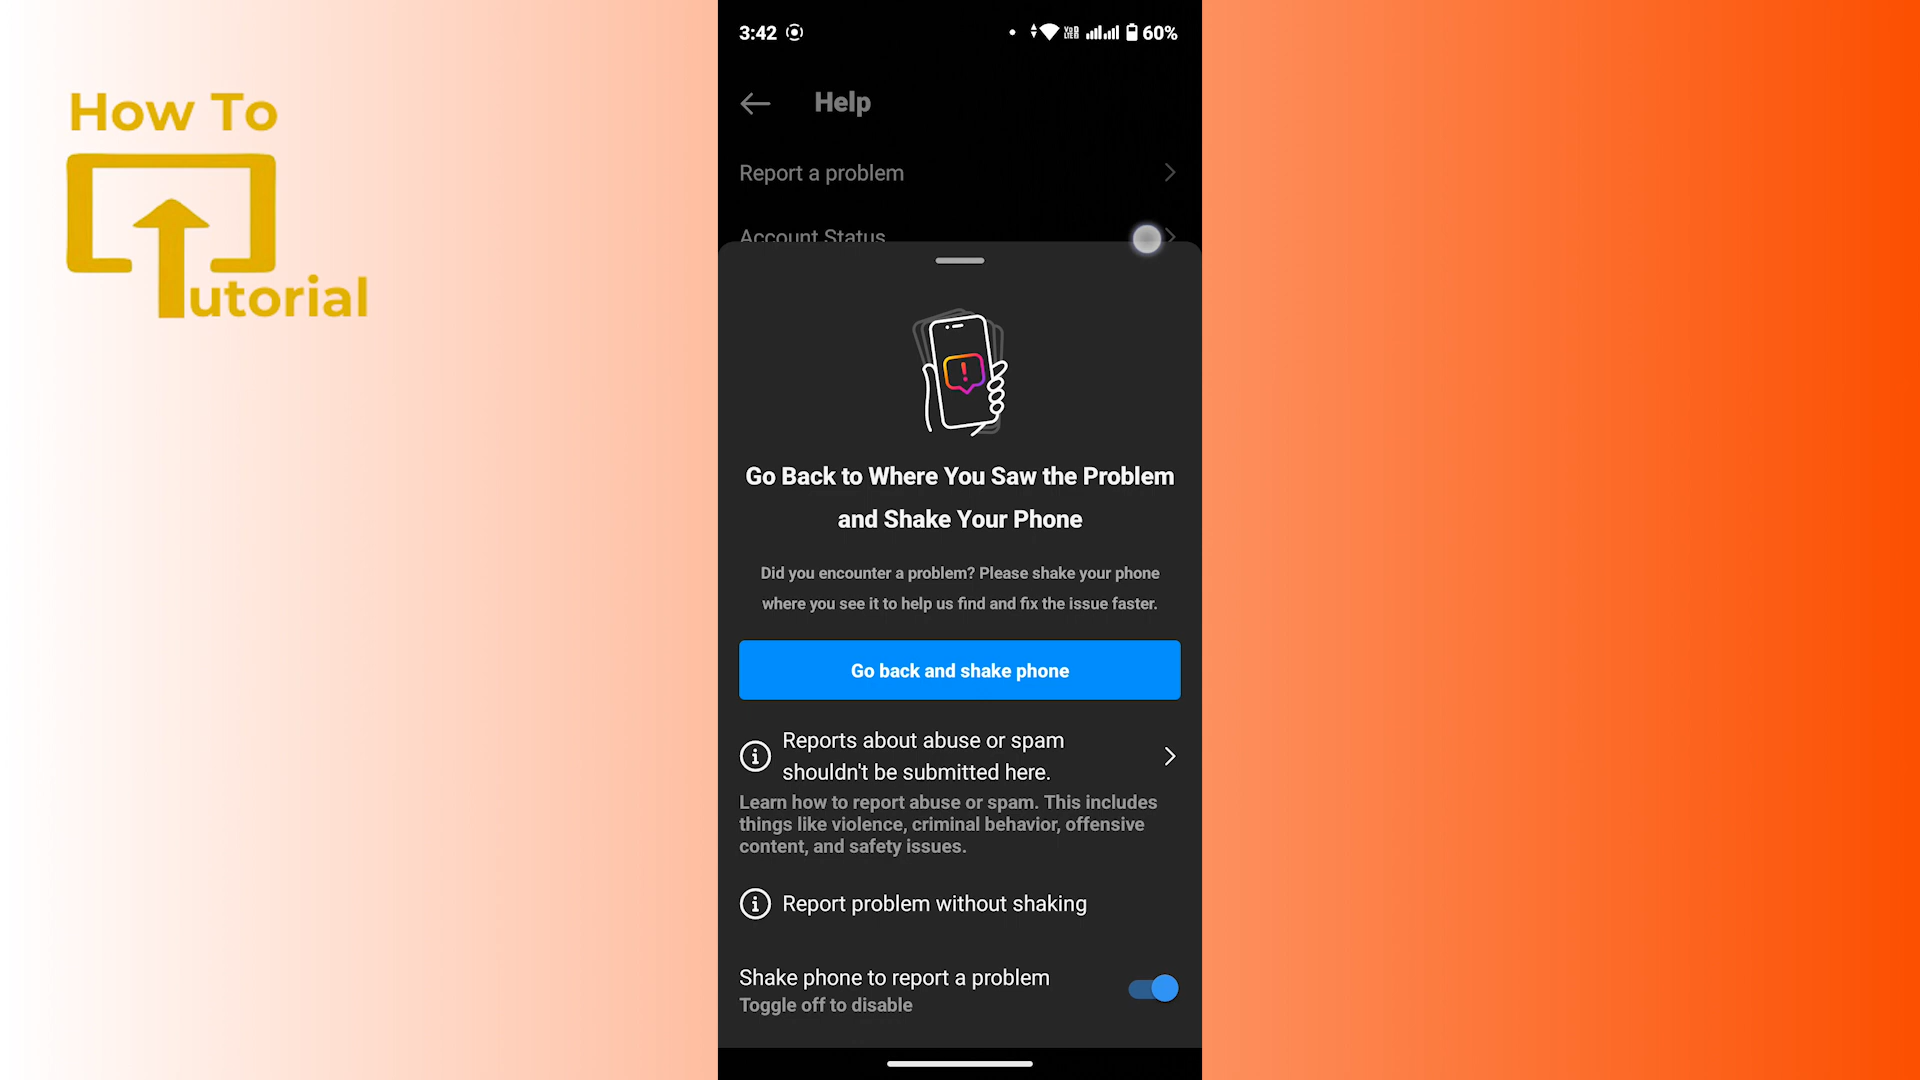 How To
Tutorial
3:42
Vo))
LTE2
60%
Help
Report a problem
Account Status
Go Back to Where You Saw the Problem
and Shake Your Phone
Did you encounter a problem? Please shake your phone
where you see it to help us find and fix the issue faster.
Go back and shake phone
Reports about abuse or spam
shouldn't be submitted here.
Learn how to report abuse or spam. This includes
things like violence, criminal behavior, offensive
content, and safety issues.
Report problem without shaking
Shake phone to report a problem
Toggle off to disable